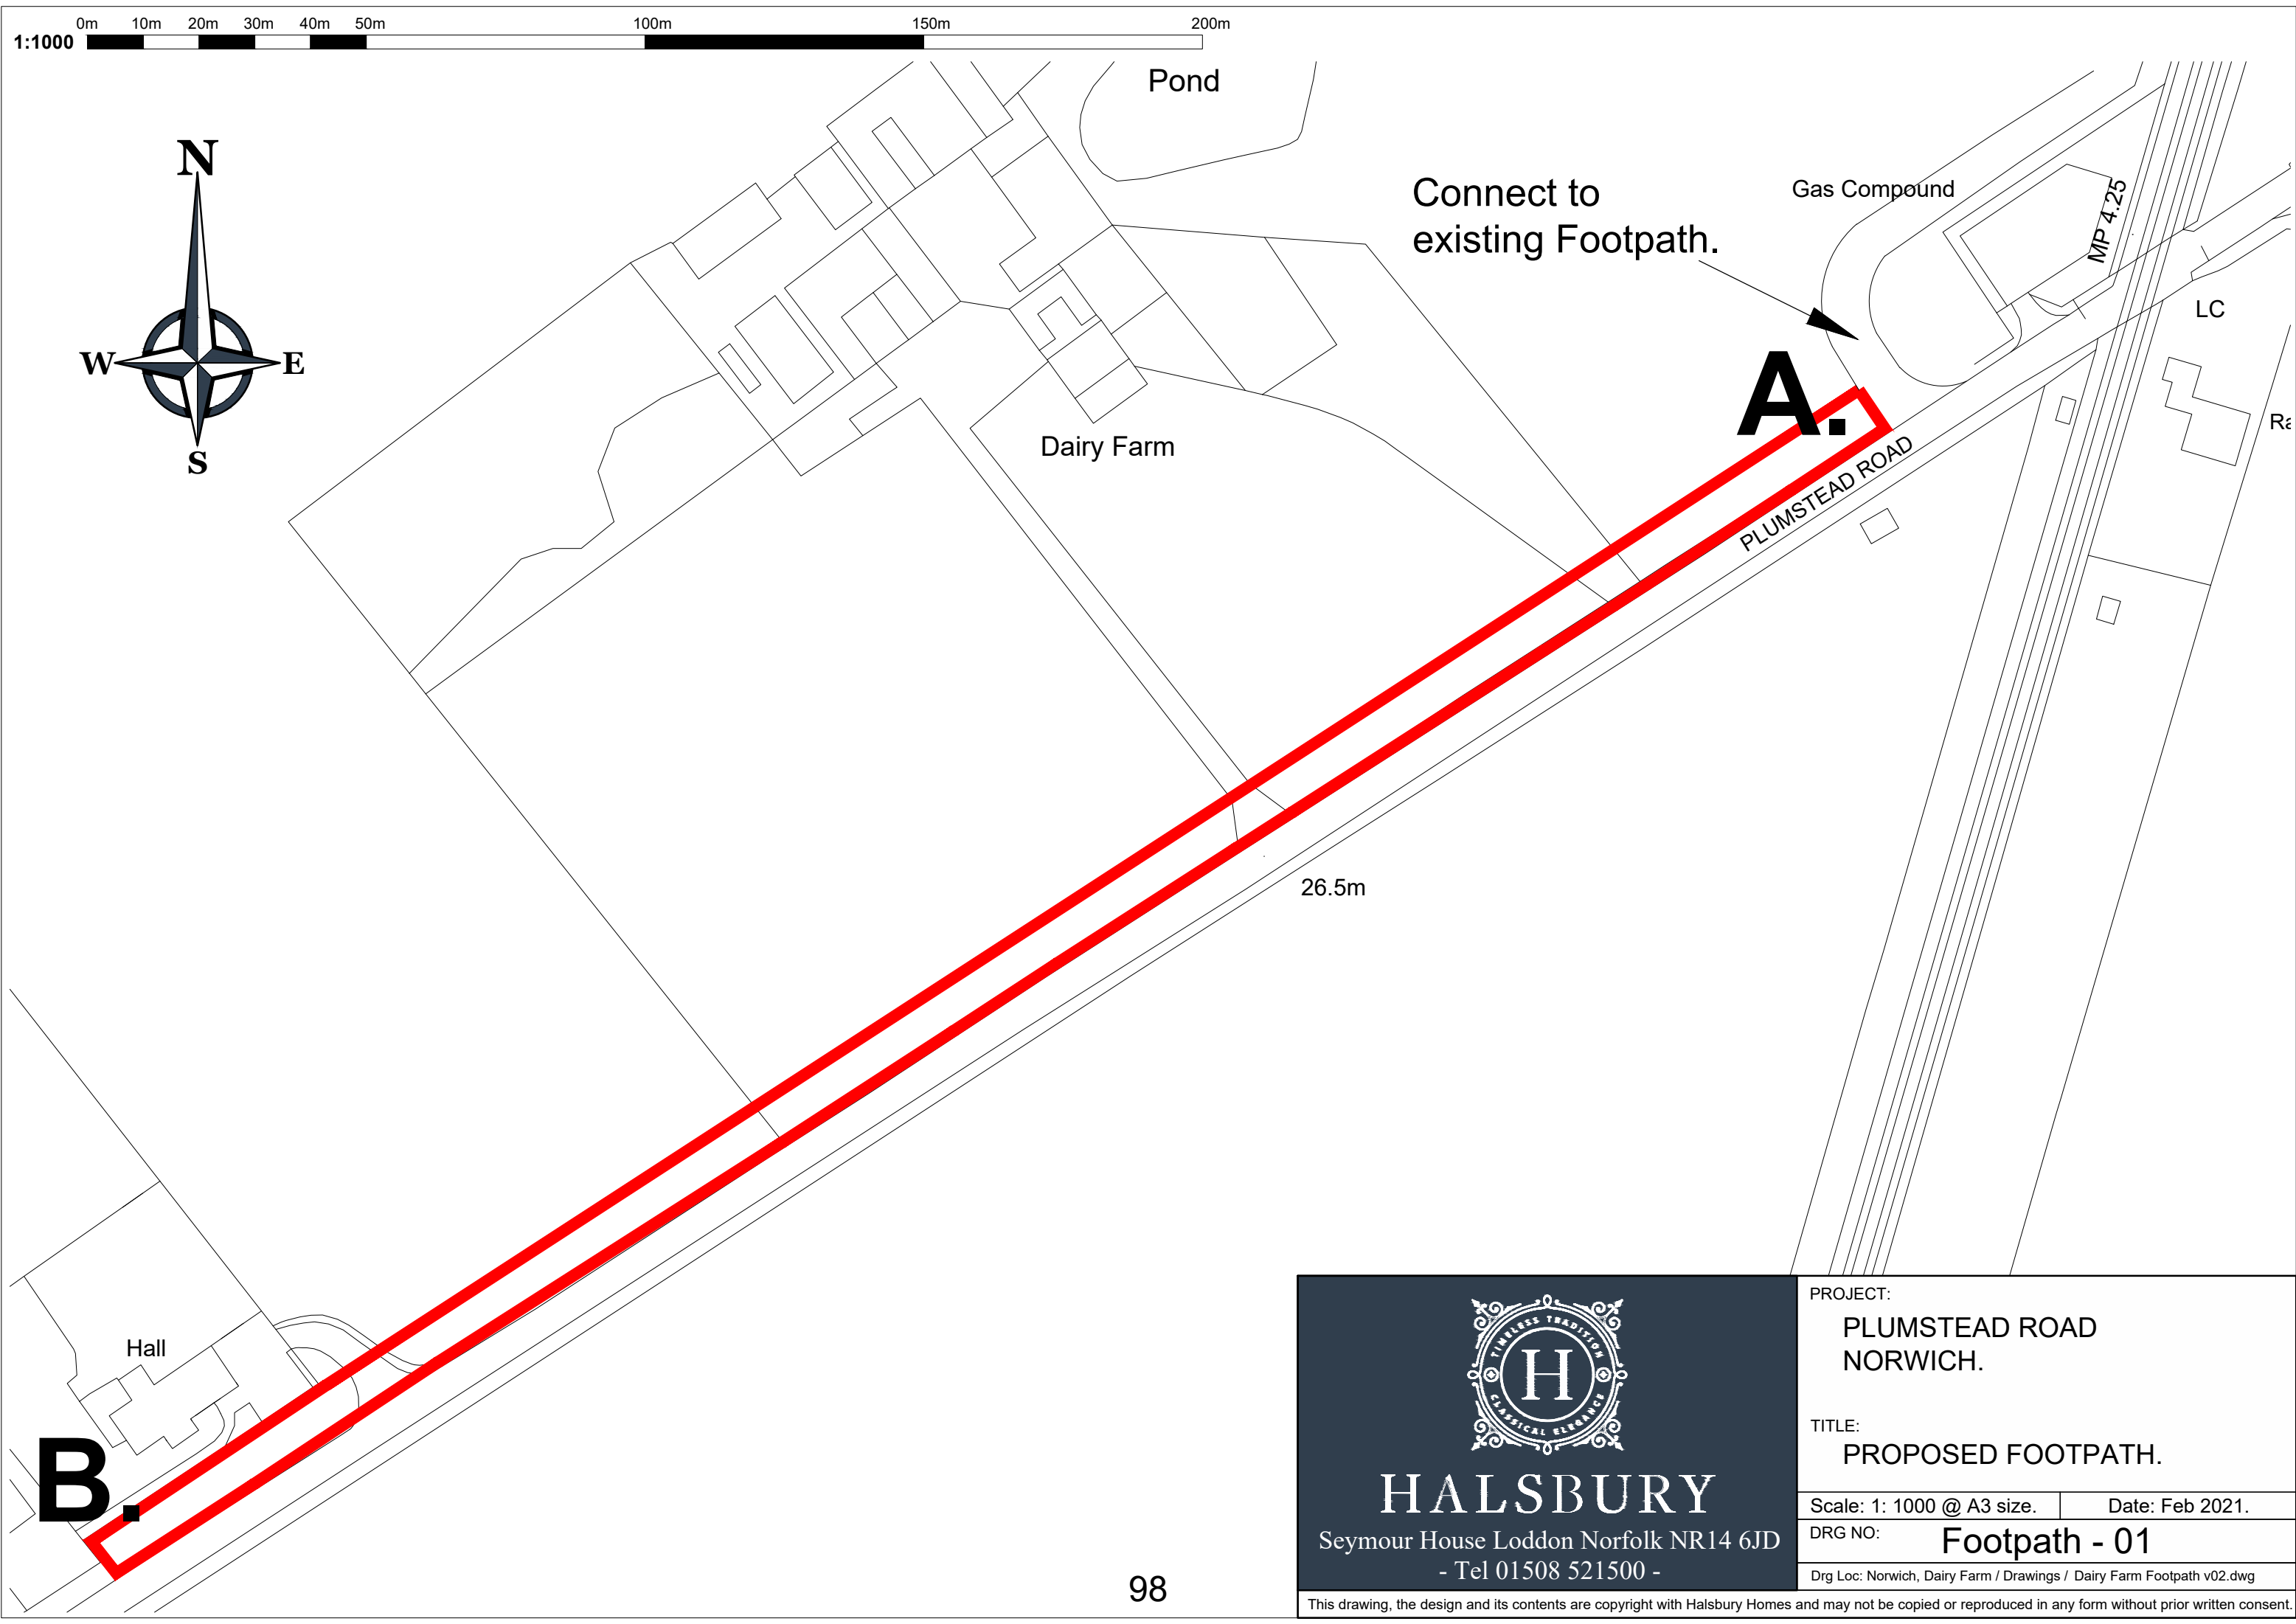 0m 10m 20m 30m 40m 50m 100m 150m 200m
1:1000
Pond
N
W E
S
Connect to
existing Footpath.
Gas Compound
MP 4.25
LC
A.
Dairy Farm
PLUMSTEAD ROAD
26.5m
Hall
B.
98
TIMELESS TRADITION
H
CLASSICAL ELEGANCE
HALSBURY
Seymour House Loddon Norfolk NR14 6JD
- Tel 01508 521500 -
PROJECT:
PLUMSTEAD ROAD
NORWICH.
TITLE:
PROPOSED FOOTPATH.
Scale: 1: 1000 @ A3 size. Date: Feb 2021.
DRG NO: Footpath - 01
Drg Loc: Norwich, Dairy Farm / Drawings / Dairy Farm Footpath v02.dwg
This drawing, the design and its contents are copyright with Halsbury Homes and may not be copied or reproduced in any form without prior written consent.